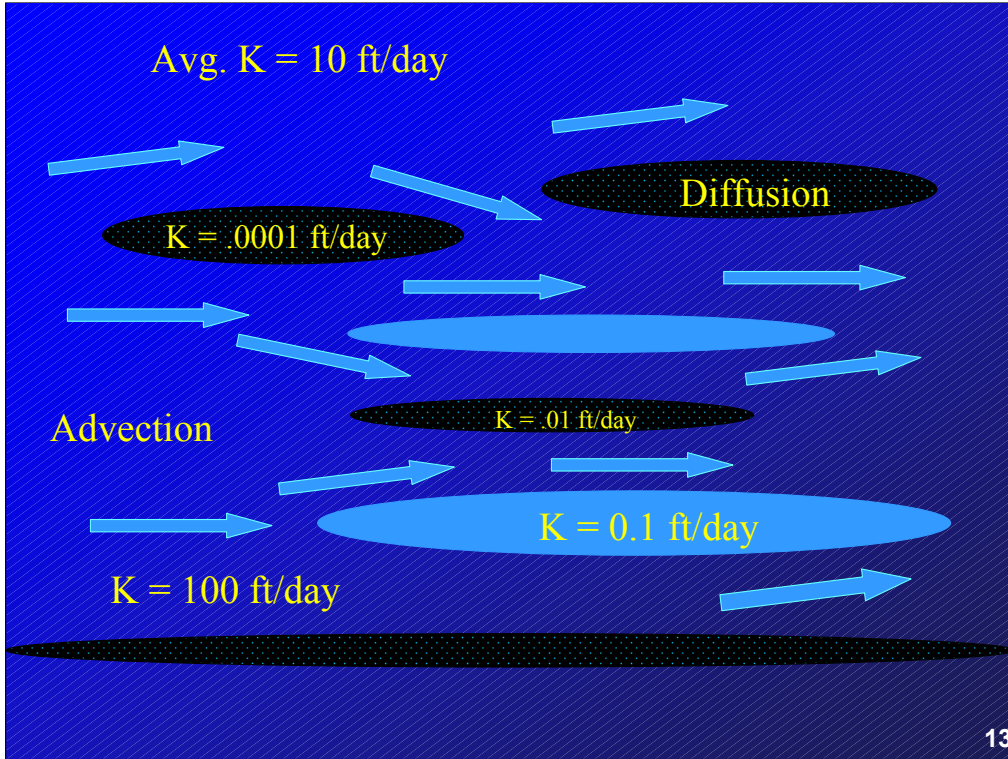 Avg. K = 10 ft/day
Diffusion
K = .0001 ft/day
K = .01 ft/day
Advection
K = 0.1 ft/day
K = 100 ft/day
13